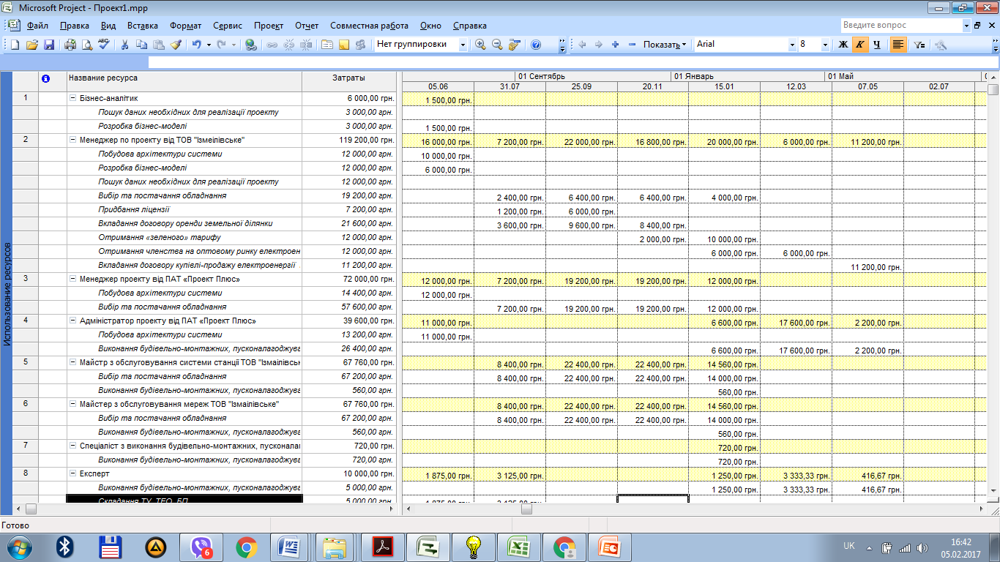 Microsoft Project - Проект1.mpp
Файл Правка Вид Вставка Формат Сервис Проект Отчет Совместная работа Окно Справка Введите вопрос
Нет группировки Показать Arial 8 Ж К Ч
Название ресурса Затраты 01 Сентябрь 01 Январь 01 Май
05.06 31.07 25.09 20.11 15.01 12.03 07.05 02.07
1 Бізнес-аналітик 6 000,00 грн. 1 500,00 грн.
Пошук даних необхідних для реалізації проекту 3 000,00 грн.
Розробка бізнес-моделі 3 000,00 грн. 1 500,00 грн.
2 Менеджер по проекту від ТОВ "Ізмеілівське" 119 200,00 грн. 16 000,00 грн. 7 200,00 грн. 22 000,00 грн. 16 800,00 грн. 20 000,00 грн. 6 000,00 грн. 11 200,00 грн.
Побудова архітектури системи 12 000,00 грн. 10 000,00 грн.
Розробка бізнес-моделі 12 000,00 грн. 6 000,00 грн.
Пошук даних необхідних для реалізації проекту 12 000,00 грн.
Вибір та постачання обладнання 19 200,00 грн. 2 400,00 грн. 6 400,00 грн. 6 400,00 грн. 4 000,00 грн.
Придбання ліцензії 7 200,00 грн. 1 200,00 грн. 6 000,00 грн.
Вкладання договору оренди земельної ділянки 21 600,00 грн. 3 600,00 грн. 9 600,00 грн. 8 400,00 грн.
Отримання «зеленого» тарифу 12 000,00 грн. 2 000,00 грн. 10 000,00 грн.
Отримання членства на оптовому ринку електроен 12 000,00 грн. 6 000,00 грн. 6 000,00 грн.
Вкладання договору купівлі-продажу електроенергії 11 200,00 грн. 11 200,00 грн.
3 Менеджер проекту від ПАТ «Проект Плюс» 72 000,00 грн. 12 000,00 грн. 7 200,00 грн. 19 200,00 грн. 19 200,00 грн. 12 000,00 грн.
Побудова архітектури системи 14 400,00 грн. 12 000,00 грн.
Вибір та постачання обладнання 57 600,00 грн. 7 200,00 грн. 19 200,00 грн. 19 200,00 грн. 12 000,00 грн.
4 Адміністратор проекту від ПАТ «Проект Плюс» 39 600,00 грн. 11 000,00 грн. 6 600,00 грн. 17 600,00 грн. 2 200,00 грн.
Побудова архітектури системи 13 200,00 грн. 11 000,00 грн.
Виконання будівельно-монтажних, пусконалагоджува 26 400,00 грн. 6 600,00 грн. 17 600,00 грн. 2 200,00 грн.
5 Майстр з обслуговування системи станції ТОВ "Ізмаілівськ 67 760,00 грн. 8 400,00 грн. 22 400,00 грн. 22 400,00 грн. 14 560,00 грн.
Вибір та постачання обладнання 67 200,00 грн. 8 400,00 грн. 22 400,00 грн. 22 400,00 грн. 14 000,00 грн.
Виконання будівельно-монтажних, пусконалагоджува 560,00 грн. 560,00 грн.
6 Майстер з обслуговування мереж ТОВ "Ізмаілівське" 67 760,00 грн. 8 400,00 грн. 22 400,00 грн. 22 400,00 грн. 14 560,00 грн.
Вибір та постачання обладнання 67 200,00 грн. 8 400,00 грн. 22 400,00 грн. 22 400,00 грн. 14 000,00 грн.
Виконання будівельно-монтажних, пусконалагоджува 560,00 грн. 560,00 грн.
7 Спеціаліст з виконання будівельно-монтажних, пусконала 720,00 грн. 720,00 грн.
Виконання будівельно-монтажних, пусконалагоджува 720,00 грн. 720,00 грн.
8 Експерт 10 000,00 грн. 1 875,00 грн. 3 125,00 грн. 1 250,00 грн. 3 333,33 грн. 416,67 грн.
Виконання будівельно-монтажних, пусконалагоджува 5 000,00 грн. 1 250,00 грн. 3 333,33 грн. 416,67 грн.
Складання ТУ, ТЕО, БП 5 000,00 грн. 1 875,00 грн. 3 125,00 грн.
Использование ресурсов
Готово
6 UK 16:42
05.02.2017